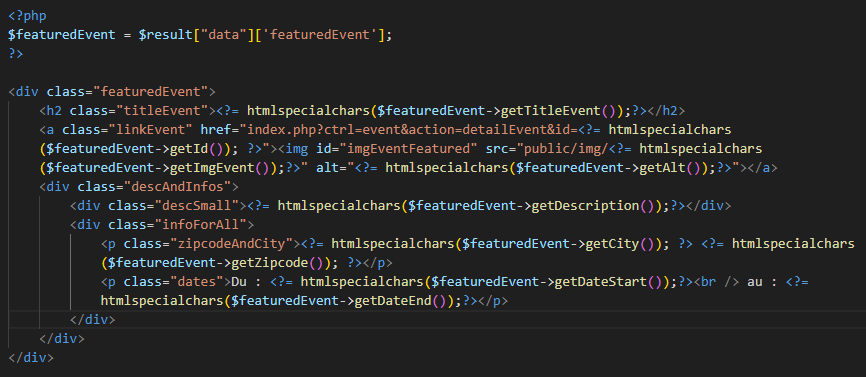 <?php
$featuredEvent = $result["data"]['featuredEvent'];
?>
<div class="featuredEvent">
<h2 class="titleEvent"><?= htmlspecialchars($featuredEvent->getTitleEvent());?></h2>
<a class="linkEvent" href="index.php?ctrl=event&action=detailEvent&id=<?= htmlspecialchars
($featuredEvent->getId()); ?>"><img id="imgEventFeatured" src="public/img/<?= htmlspecialchars
($featuredEvent->getImgEvent());?>" alt="<?= htmlspecialchars($featuredEvent->getAlt());?>"></a>
<div class="descAndInfos">
<div class="descSmall"><?= htmlspecialchars($featuredEvent->getDescription());?></div>
<div class="infoForAll">
<p class="zipcodeAndCity"><?= htmlspecialchars($featuredEvent->getCity()); ?> <?= htmlspecialchars
($featuredEvent->getZipcode()); ?></p>
<p class="dates">Du : <?= htmlspecialchars($featuredEvent->getDateStart());?><br /> au : <?=
htmlspecialchars($featuredEvent->getDateEnd());?></p>
</div>
</div>
</div>